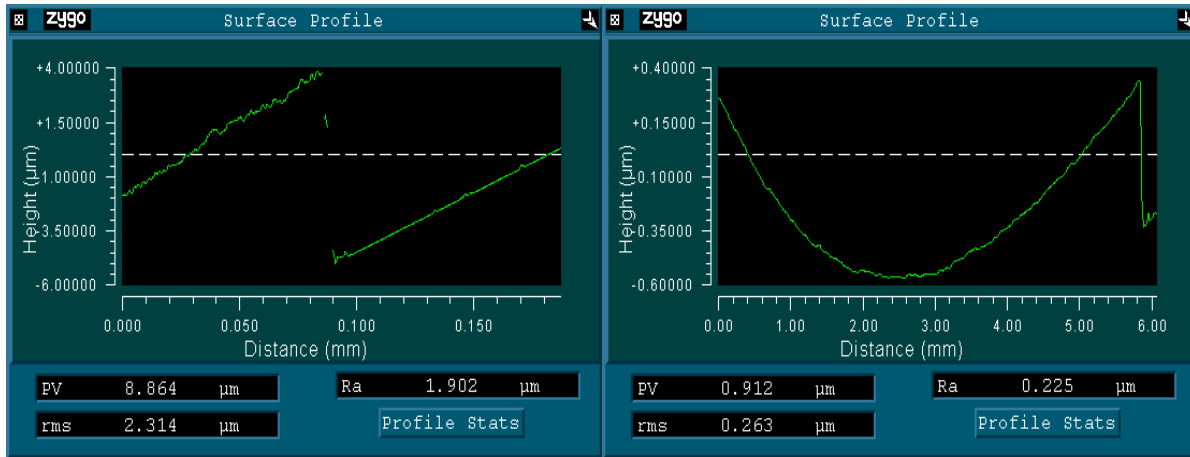 zygo Surface Profile
+4.00000
+1.50000
-1.00000
-3.50000
-6.00000
Height (µm)
0.000 0.050 0.100 0.150
Distance (mm)
PV 8.864 µm
rms 2.314 µm
Ra 1.902 µm
Profile Stats
zygo Surface Profile
+0.40000
+0.15000
-0.10000
-0.35000
-0.60000
Height (µm)
0.00 1.00 2.00 3.00 4.00 5.00 6.00
Distance (mm)
PV 0.912 µm
rms 0.263 µm
Ra 0.225 µm
Profile Stats